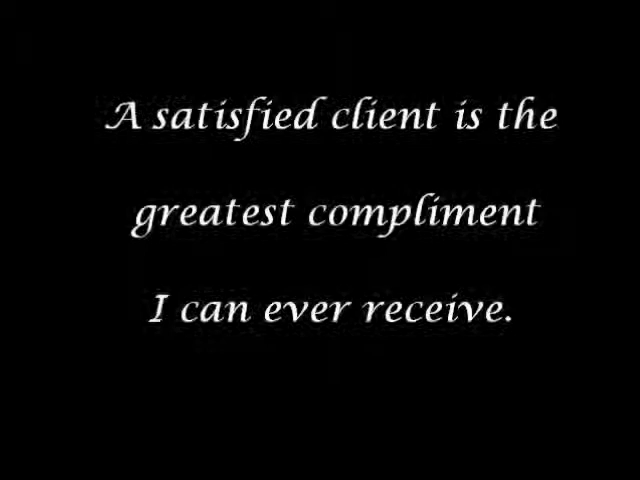 A satisfied client is the
greatest compliment
I can ever receive.